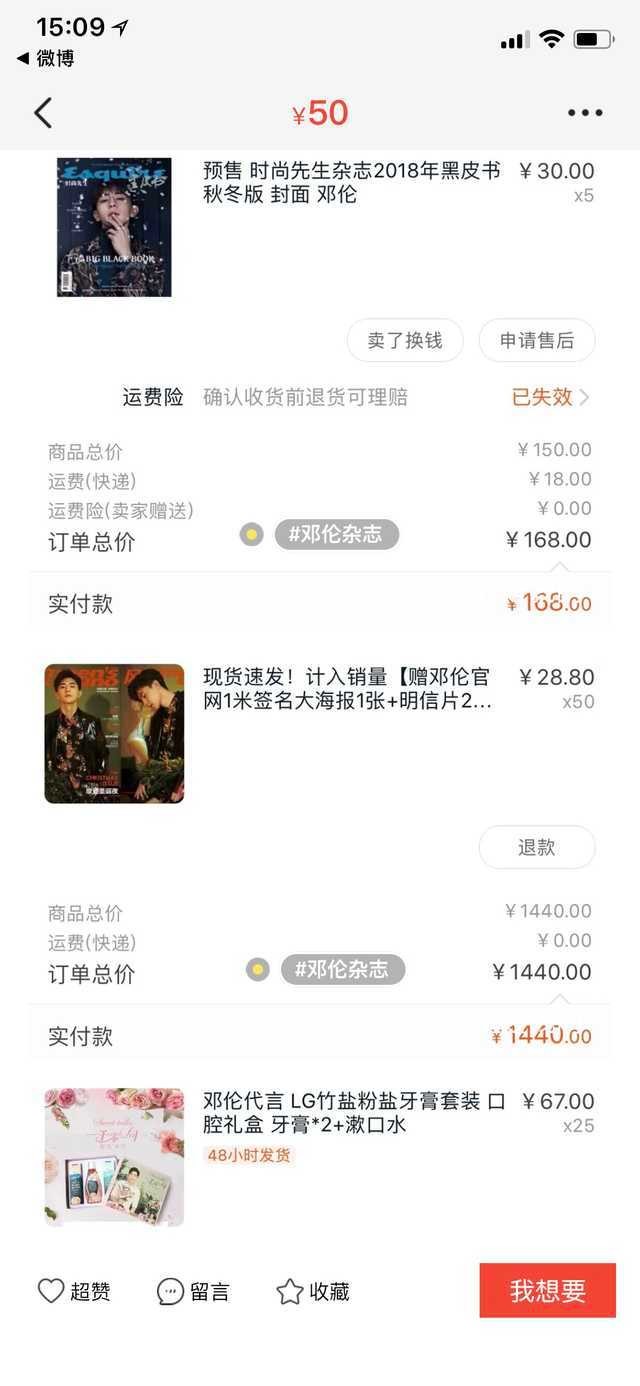 15:09
微博
¥50
Esquire
时尚先生
黑皮书
BIG BLACK BOOK
预售 时尚先生杂志2018年黑皮书
秋冬版 封面 邓伦
¥30.00
x5
卖了换钱
申请售后
运费险 确认收货前退货可理赔 已失效
商品总价 ¥150.00
运费(快递) ¥18.00
运费险(卖家赠送) ¥0.00
订单总价 #邓伦杂志 ¥168.00
实付款 ¥168.00
CHRISTMAS
现货速发！计入销量【赠邓伦官
网1米签名大海报1张+明信片2...
¥28.80
x50
退款
商品总价 ¥1440.00
运费(快递) ¥0.00
订单总价 #邓伦杂志 ¥1440.00
实付款 ¥1440.00
邓伦代言 LG竹盐粉盐牙膏套装 口
腔礼盒 牙膏*2+漱口水
¥67.00
x25
48小时发货
超赞 留言 收藏 我想要